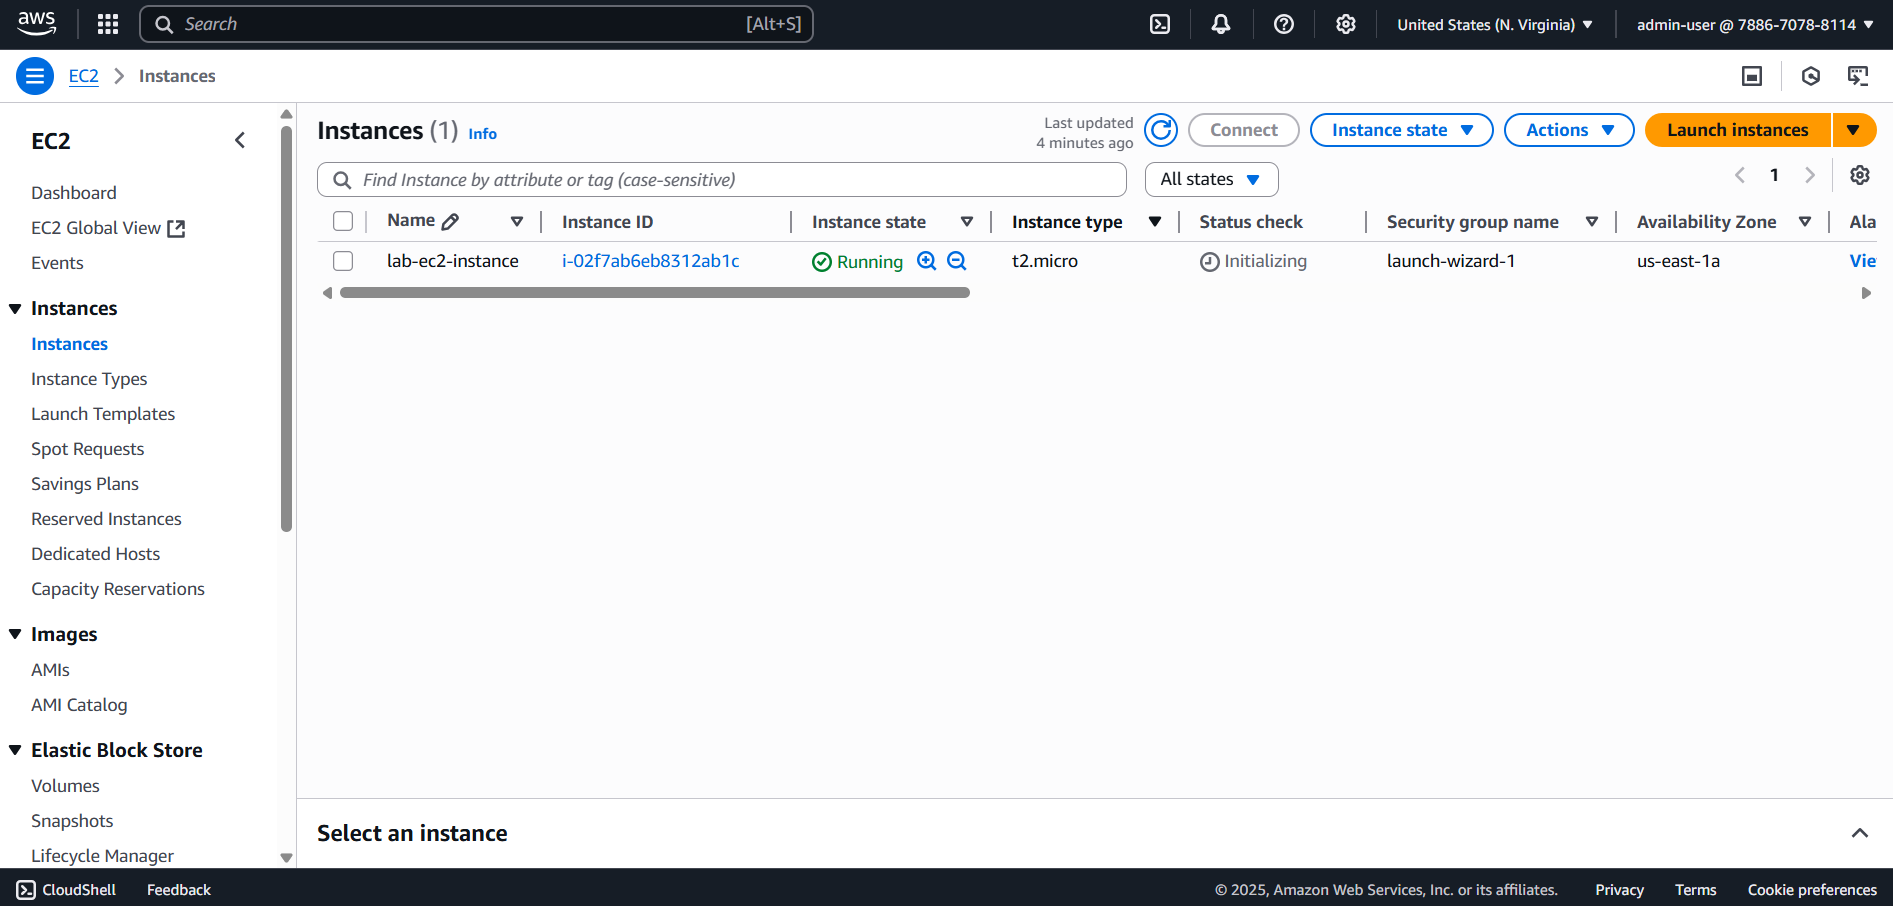 aws
Search [Alt+S]
United States (N. Virginia)
admin-user @ 7886-7078-8114
EC2 Instances
EC2
Dashboard
EC2 Global View
Events
Instances
Instances
Instance Types
Launch Templates
Spot Requests
Savings Plans
Reserved Instances
Dedicated Hosts
Capacity Reservations
Images
AMIs
AMI Catalog
Elastic Block Store
Volumes
Snapshots
Lifecycle Manager
Instances (1) Info
Last updated
4 minutes ago
Connect
Instance state
Actions
Launch instances
Find Instance by attribute or tag (case-sensitive)
All states
1
Name Instance ID Instance state Instance type Status check Security group name Availability Zone Ala
lab-ec2-instance i-02f7ab6eb8312ab1c Running t2.micro Initializing launch-wizard-1 us-east-1a Vie
Select an instance
CloudShell Feedback © 2025, Amazon Web Services, Inc. or its affiliates. Privacy Terms Cookie preferences